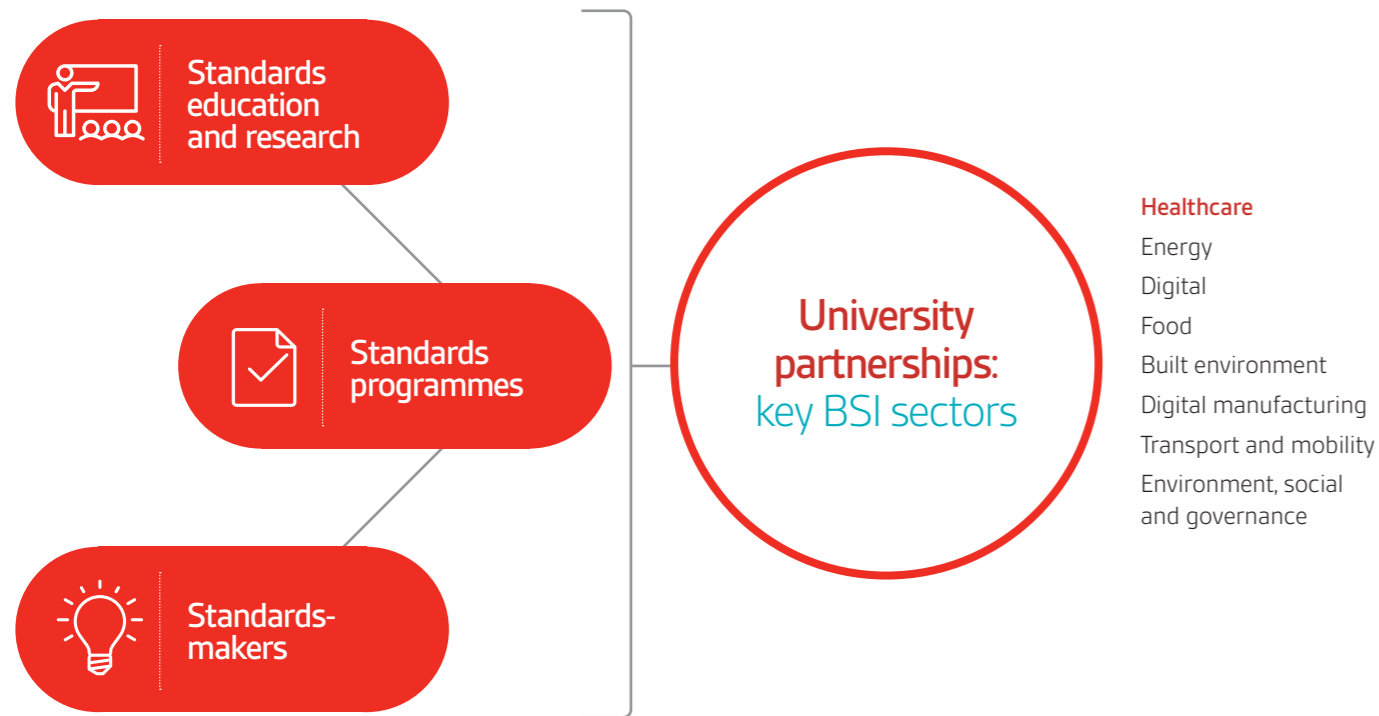 Standards
education
and research
Standards
programmes
Standards-
makers
University
partnerships:
key BSI sectors
Healthcare
Energy
Digital
Food
Built environment
Digital manufacturing
Transport and mobility
Environment, social
and governance